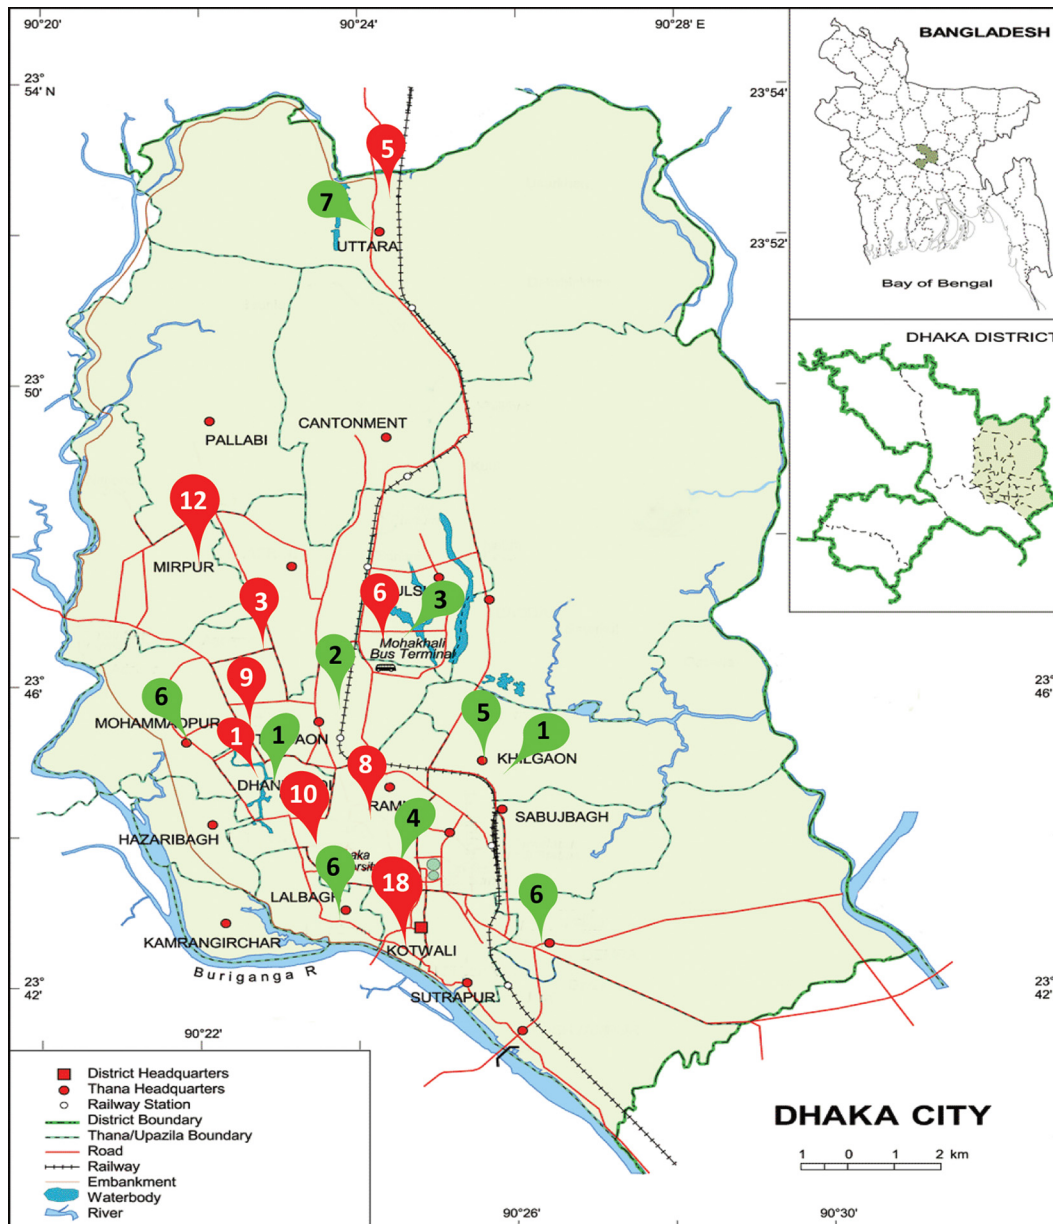 90°20'
90°24'
90°28' E
23°
54' N
23°54'
BANGLADESH
Bay of Bengal
5
7
UTTARA
23°52'
DHAKA DISTRICT
23°
50'
CANTONMENT
PALLABI
12
MIRPUR
3
6
3
Mohakhali
Bus Terminal
2
9
23°
46'
23°
46'
6
MOHAMMADPUR
5
1
1
1
KHILGAON
8
10
SABUJBAGH
4
HAZARIBAGH
6
18
6
LALBAGH
KAMRANGIRCHAR
KOTWALI
Buriganga R
SUTRAPUR
23°
42'
23°
42'
90°22'
District Headquarters
Thana Headquarters
Railway Station
District Boundary
Thana/Upazila Boundary
Road
Railway
Embankment
Waterbody
River
DHAKA CITY
1 0 1 2 km
90°26'
90°30'